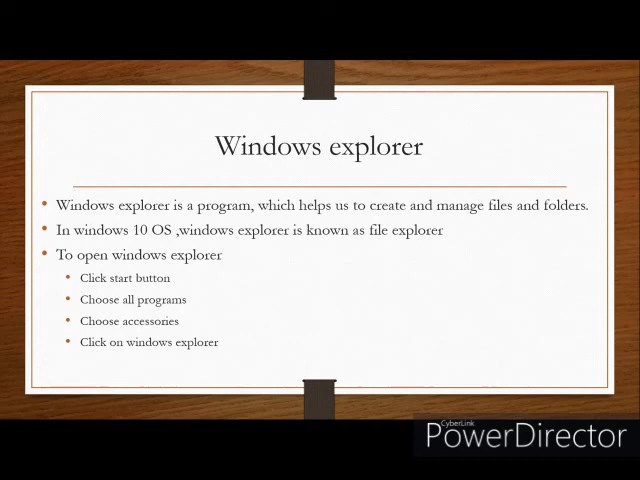 Windows explorer
• Windows explorer is a program, which helps us to create and manage files and folders.
• In windows 10 OS ,windows explorer is known as file explorer
• To open windows explorer
• Click start button
• Choose all programs
• Choose accessories
• Click on windows explorer
CyberLink
PowerDirector